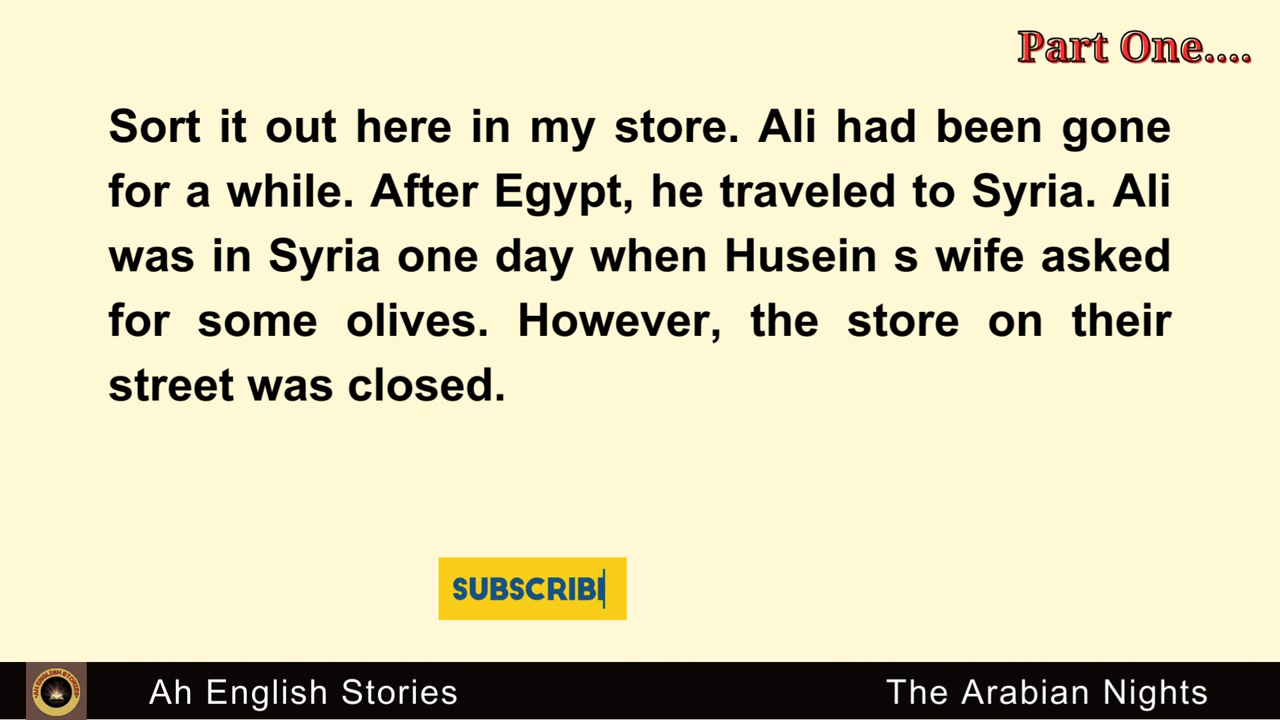 Part One....
Sort it out here in my store. Ali had been gone
for a while. After Egypt, he traveled to Syria. Ali
was in Syria one day when Husein s wife asked
for some olives. However, the store on their
street was closed.
SUBSCRIB
Ah English Stories
The Arabian Nights